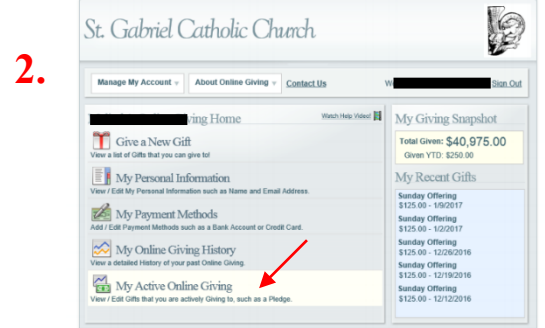 2.
St. Gabriel Catholic Church
Manage My Account
About Online Giving
Contact Us
W
Sign Out
ving Home
Watch Help Video!
Give a New Gift
View a list of Gifts that you can give to!
My Personal Information
View / Edit My Personal Information such as Name and Email Address.
My Payment Methods
Add / Edit Payment Methods such as a Bank Account or Credit Card.
My Online Giving History
View a detailed History of your past Online Giving.
My Active Online Giving
View / Edit Gifts that you are actively Giving to, such as a Pledge.
My Giving Snapshot
Total Given: $40,975.00
Given YTD: $250.00
My Recent Gifts
Sunday Offering
$125.00 - 1/9/2017
Sunday Offering
$125.00 - 1/2/2017
Sunday Offering
$125.00 - 12/26/2016
Sunday Offering
$125.00 - 12/19/2016
Sunday Offering
$125.00 - 12/12/2016